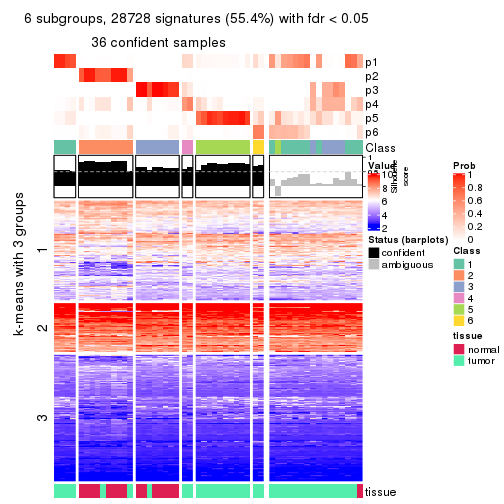 6 subgroups, 28728 signatures (55.4%) with fdr < 0.05
36 confident samples
p1
p2
p3
p4
p5
p6
Class
1
Silhouette
score
k-means with 3 groups
1
2
3
tissue
Value
10
8
6
4
2
Status (barplots)
confident
ambiguous
Prob
1
0.8
0.6
0.4
0.2
0
Class
1
2
3
4
5
6
tissue
normal
tumor